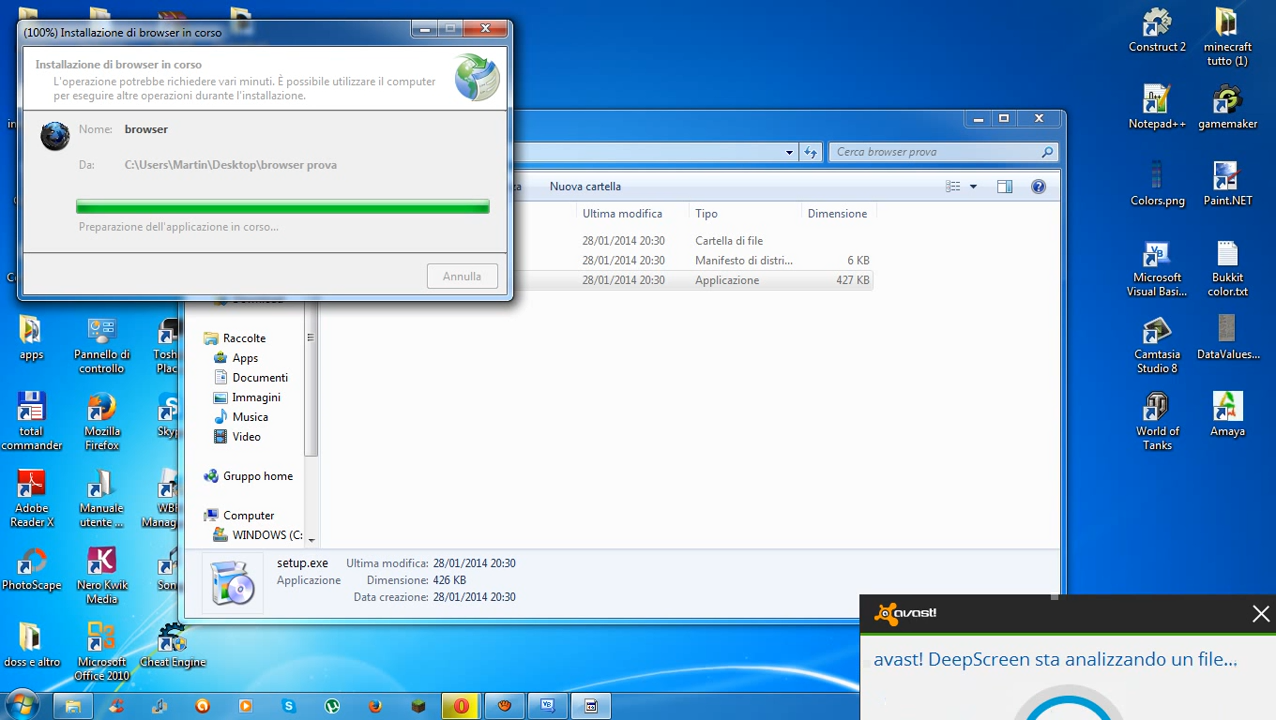 (100%) Installazione di browser in corso
Installazione di browser in corso
L'operazione potrebbe richiedere vari minuti. È possibile utilizzare il computer
per eseguire altre operazioni durante l'installazione.
Nome: browser
Da: C:\Users\Martin\Desktop\browser prova
Preparazione dell'applicazione in corso...
Annulla
Cerca browser prova
Nuova cartella
Ultima modifica Tipo Dimensione
28/01/2014 20:30 Cartella di file
28/01/2014 20:30 Manifesto di distri... 6 KB
28/01/2014 20:30 Applicazione 427 KB
Raccolte
Apps
Documenti
Immagini
Musica
Video
Gruppo home
Computer
WINDOWS (C:
setup.exe
Applicazione
Ultima modifica: 28/01/2014 20:30
Dimensione: 426 KB
Data creazione: 28/01/2014 20:30
apps
Pannello di
controllo
total
commander
Mozilla
Firefox
Adobe
Reader X
Manuale
utente ...
PhotoScape
Nero Kwik
Media
doss e altro
Microsoft
Office 2010
Cheat Engine
Construct 2
minecraft
tutto (1)
Notepad++
gamemaker
Colors.png
Paint.NET
Microsoft
Visual Basi...
Bukkit
color.txt
Camtasia
Studio 8
DataValues...
World of
Tanks
Amaya
avast!
avast! DeepScreen sta analizzando un file...